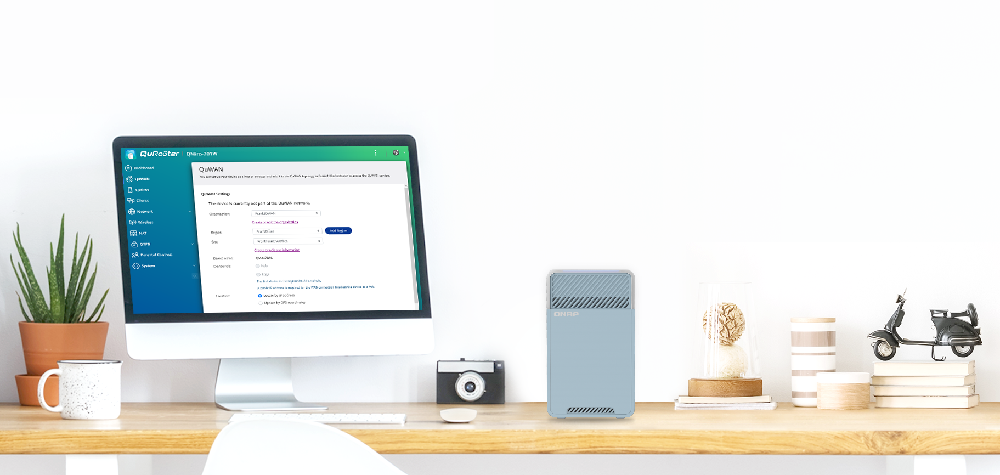 QuRouter QMiro-201W
Dashboard
QuWAN
QMiros
Clients
Network
Wireless
NAT
QVPN
Parental Controls
System
QuWAN
You can set up your device as a hub or an edge and add it to the QuWAN topology in QuWAN Orchestrator to access the QuWAN service.
QuWAN Settings
The device is currently not part of the QuWAN network.
Organization: FrankSDWAN
Create or edit the organization
Region: FrankOffice Add Region
Site: FrankHsinChuOffice
Create or edit site information
Device name: QM447886
Device role: Hub
Edge
The first device in the region should be a hub.
A public IP address is required for the WAN connection to select the device as a hub.
Location: Locate by IP address
Update by GPS coordinates
QNAP